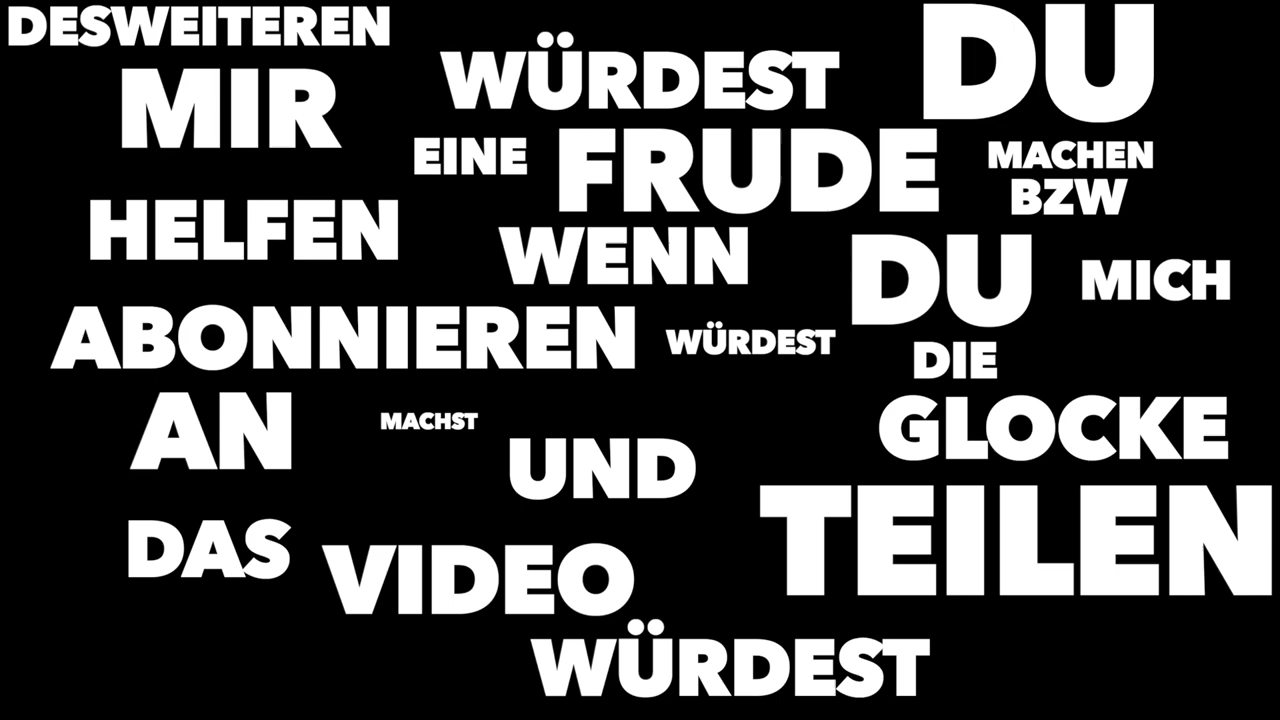 DESWEITEREN WÜRDEST DU
MIR EINE FRUDE MACHEN
BZW
HELFEN WENN DU MICH
ABONNIEREN WÜRDEST DIE
GLOCKE
AN MACHST UND
TEILEN
DAS VIDEO
WÜRDEST